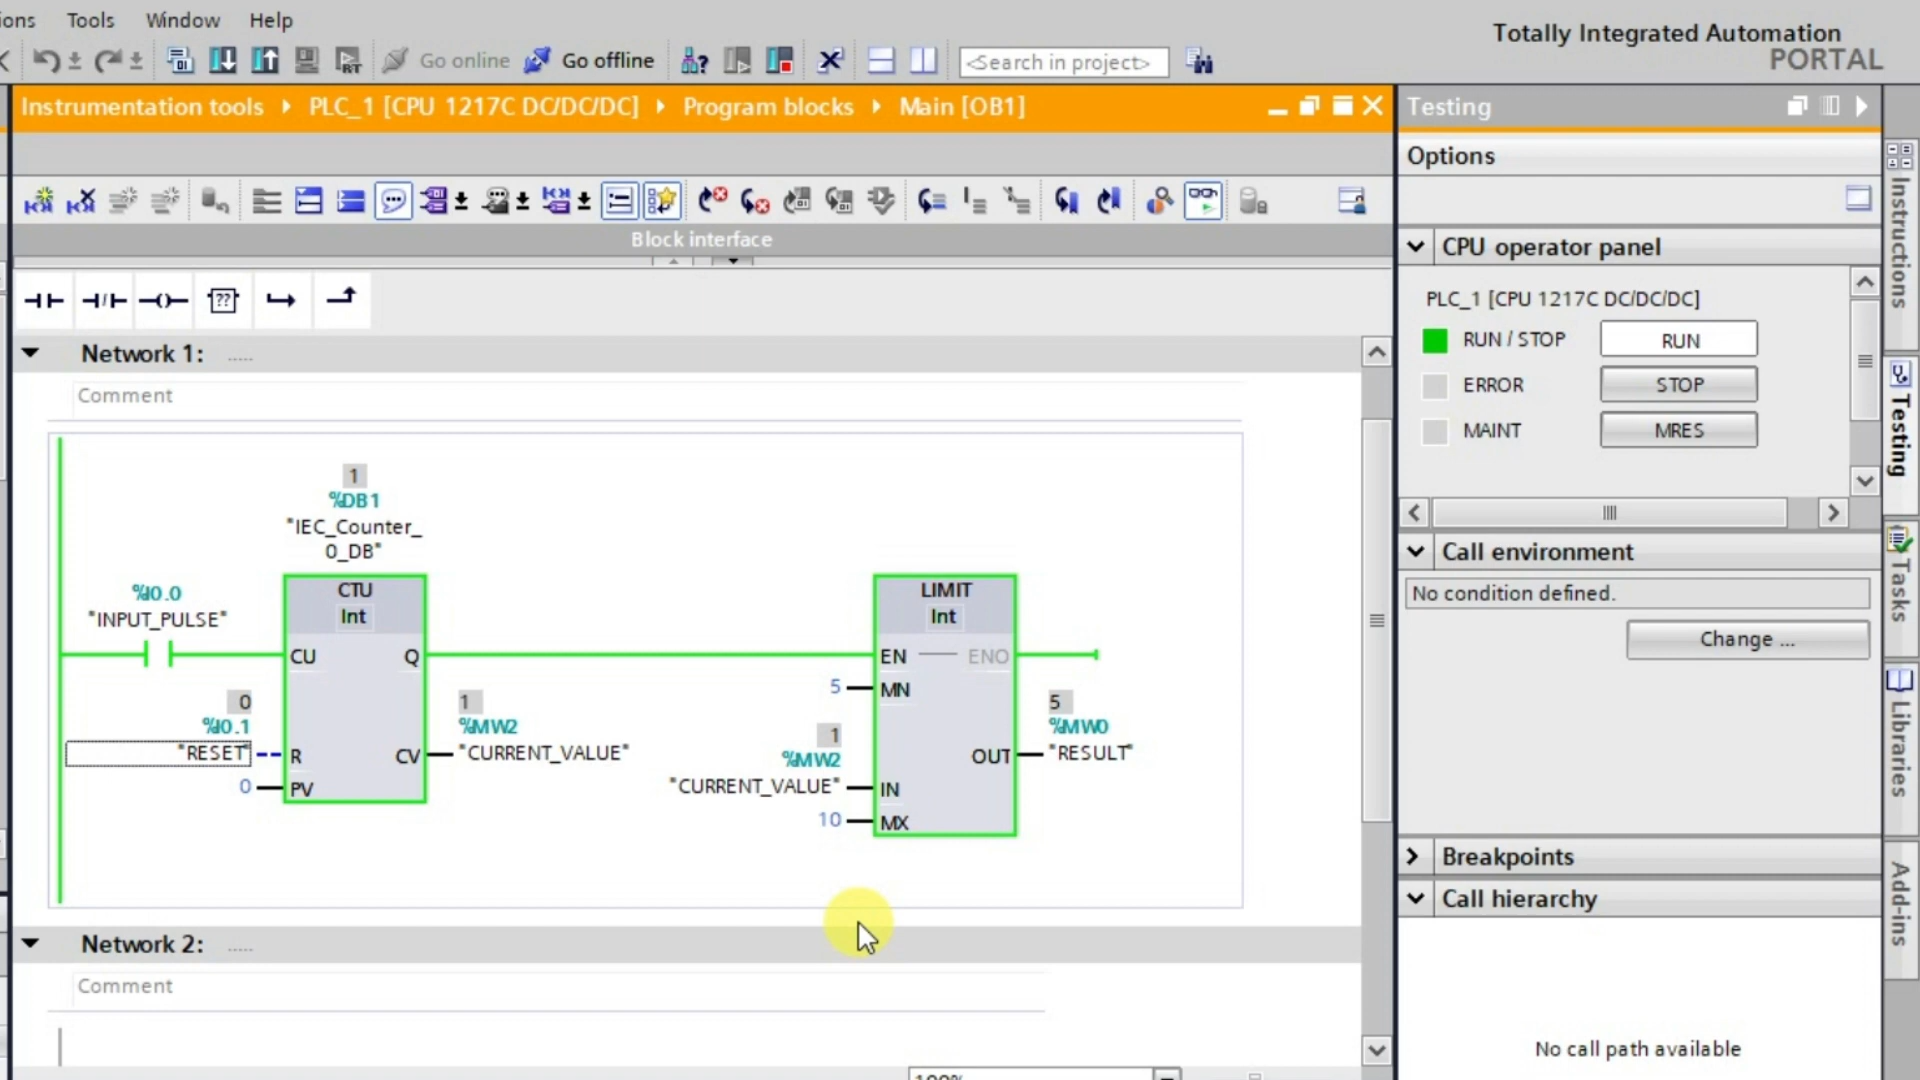 ions Tools Window Help
Totally Integrated Automation
PORTAL
Go online Go offline <Search in project>
Instrumentation tools ▸ PLC_1 [CPU 1217C DC/DC/DC] ▸ Program blocks ▸ Main [OB1]
Testing
Options
Block interface
CPU operator panel
PLC_1 [CPU 1217C DC/DC/DC]
RUN / STOP RUN
ERROR STOP
MAINT MRES
Call environment
No condition defined.
Change ...
Breakpoints
Call hierarchy
No call path available
Instructions
Testing
Tasks
Libraries
Add-ins
??
Network 1: .....
Comment
1
%DB1
"IEC_Counter_
0_DB"
%I0.0
"INPUT_PULSE"
CTU
Int
CU Q
0
%I0.1
"RESET" R
0 PV
CV
1
%MW2
"CURRENT_VALUE"
LIMIT
Int
EN ENO
5 MN
1
%MW2
"CURRENT_VALUE" IN
10 MX
OUT
5
%MW0
"RESULT"
Network 2: .....
Comment
100%